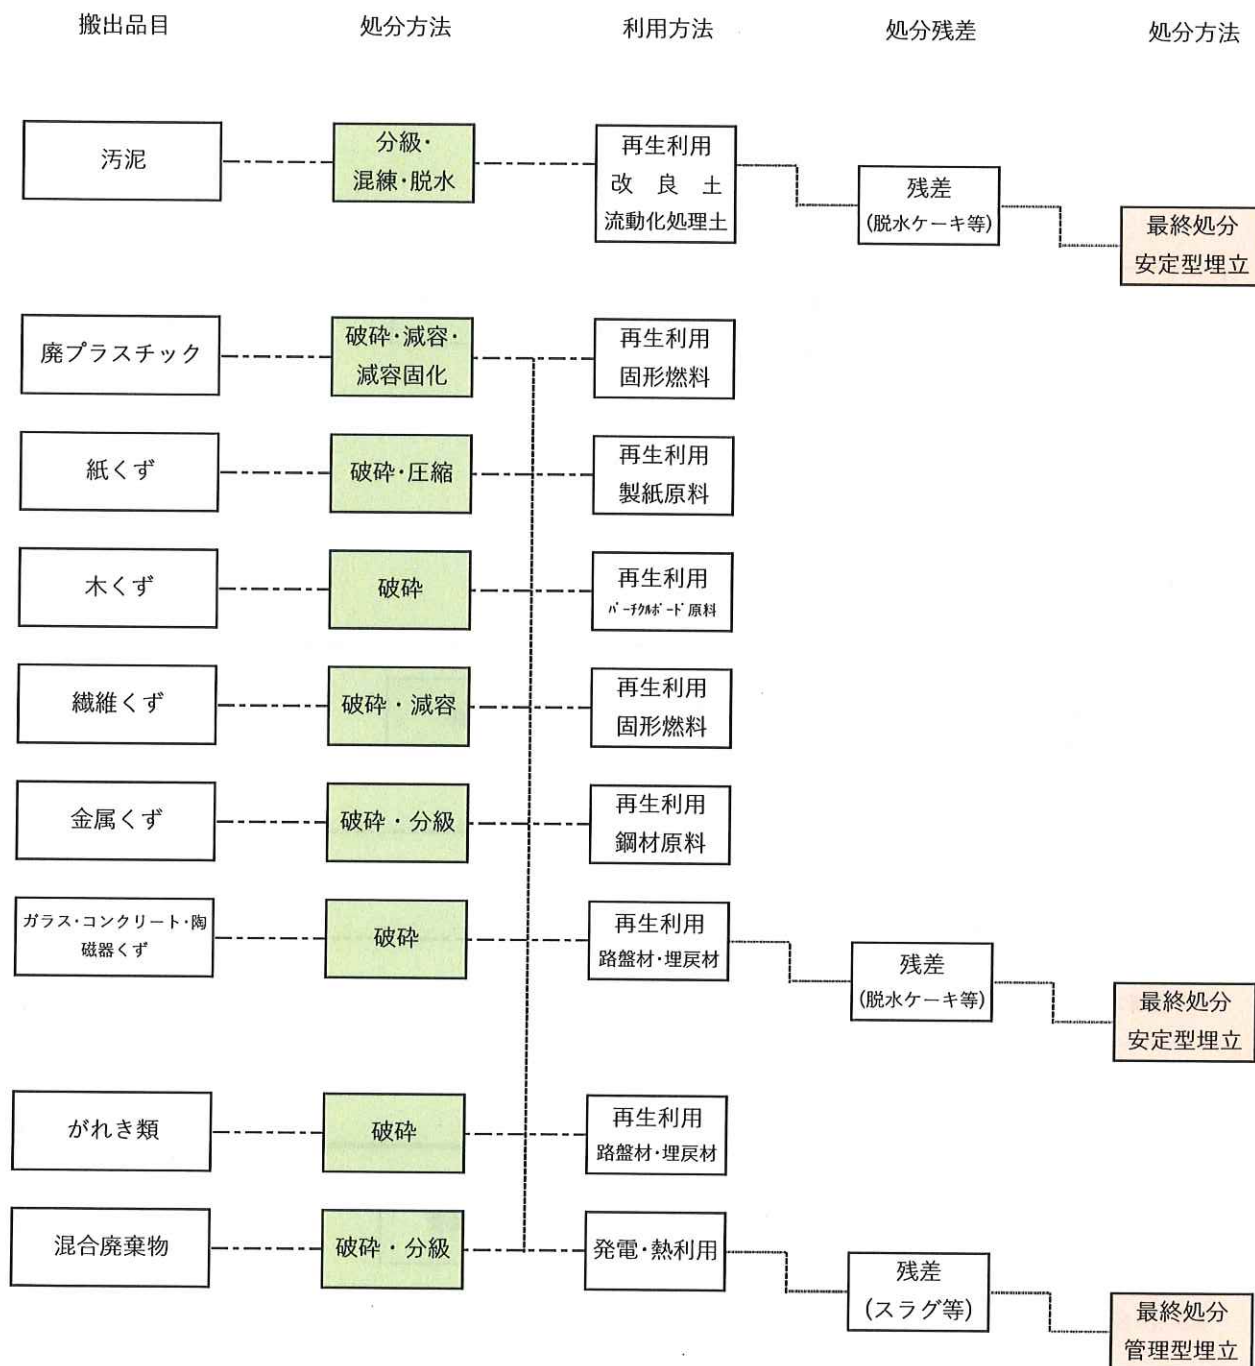 搬出品目 処分方法 利用方法 処分残差 処分方法
汚泥
分級・
混練・脱水
再生利用
改 良 土
流動化処理土
残差
(脱水ケーキ等)
最終処分
安定型埋立
廃プラスチック
破砕・減容・
減容固化
再生利用
固形燃料
紙くず
破砕・圧縮
再生利用
製紙原料
木くず
破砕
再生利用
ﾊﾟｰﾁｸﾙﾎﾞｰﾄﾞ原料
繊維くず
破砕・減容
再生利用
固形燃料
金属くず
破砕・分級
再生利用
鋼材原料
ガラス・コンクリート・陶
磁器くず
破砕
再生利用
路盤材・埋戻材
残差
(脱水ケーキ等)
最終処分
安定型埋立
がれき類
破砕
再生利用
路盤材・埋戻材
混合廃棄物
破砕・分級
発電・熱利用
残差
(スラグ等)
最終処分
管理型埋立